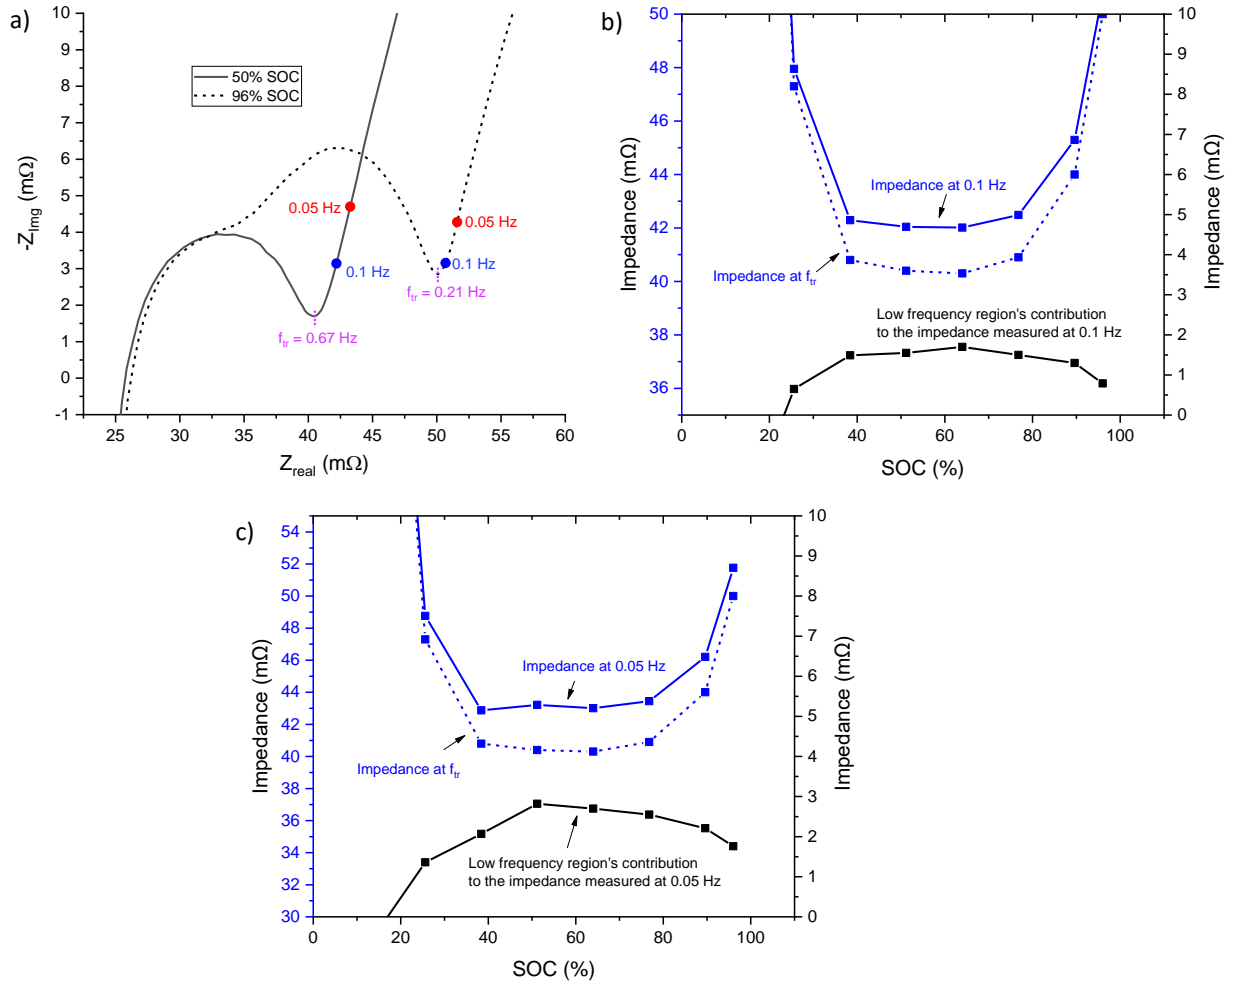 a)
10
9
8
7
6
5
4
3
2
1
0
-1
-Z_Img (mΩ)
50% SOC
96% SOC
0.05 Hz
0.1 Hz
f_tr = 0.67 Hz
0.05 Hz
0.1 Hz
f_tr = 0.21 Hz
25 30 35 40 45 50 55 60
Z_real (mΩ)
b)
50
48
46
44
42
40
38
36
Impedance (mΩ)
Impedance at 0.1 Hz
Impedance at f_tr
Low frequency region's contribution
to the impedance measured at 0.1 Hz
10
9
8
7
6
5
4
3
2
1
0
Impedance (mΩ)
0 20 40 60 80 100
SOC (%)
c)
54
52
50
48
46
44
43
42
40
39
37
36
35
34
33
32
31
30
Impedance (mΩ)
Impedance at 0.05 Hz
Impedance at f_tr
Low frequency region's contribution
to the impedance measured at 0.05 Hz
10
9
8
7
6
5
4
3
2
1
0
Impedance (mΩ)
0 20 40 60 80 100
SOC (%)